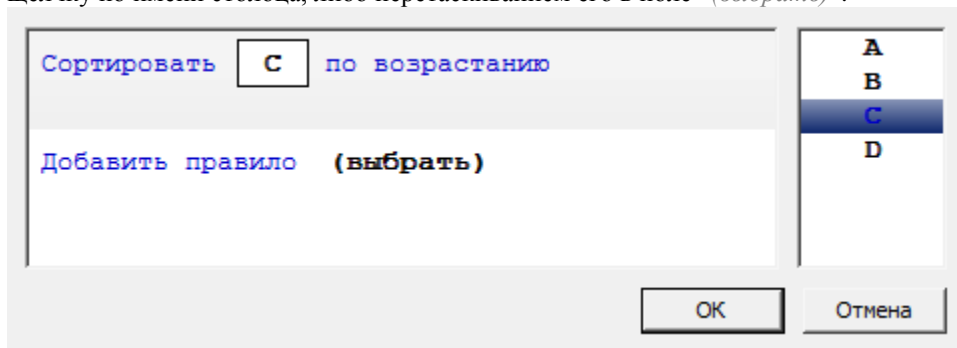 Сортировать C по возрастанию
Добавить правило (выбрать)
A
B
C
D
OK
Отмена